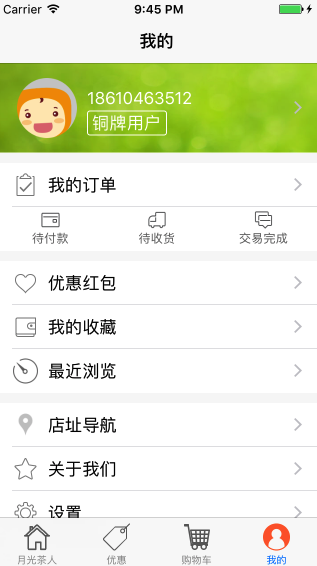 Carrier 9:45 PM
我的
18610463512
铜牌用户
我的订单
待付款 待收货 交易完成
优惠红包
我的收藏
最近浏览
店址导航
关于我们
设置
月光茶人 优惠 购物车 我的